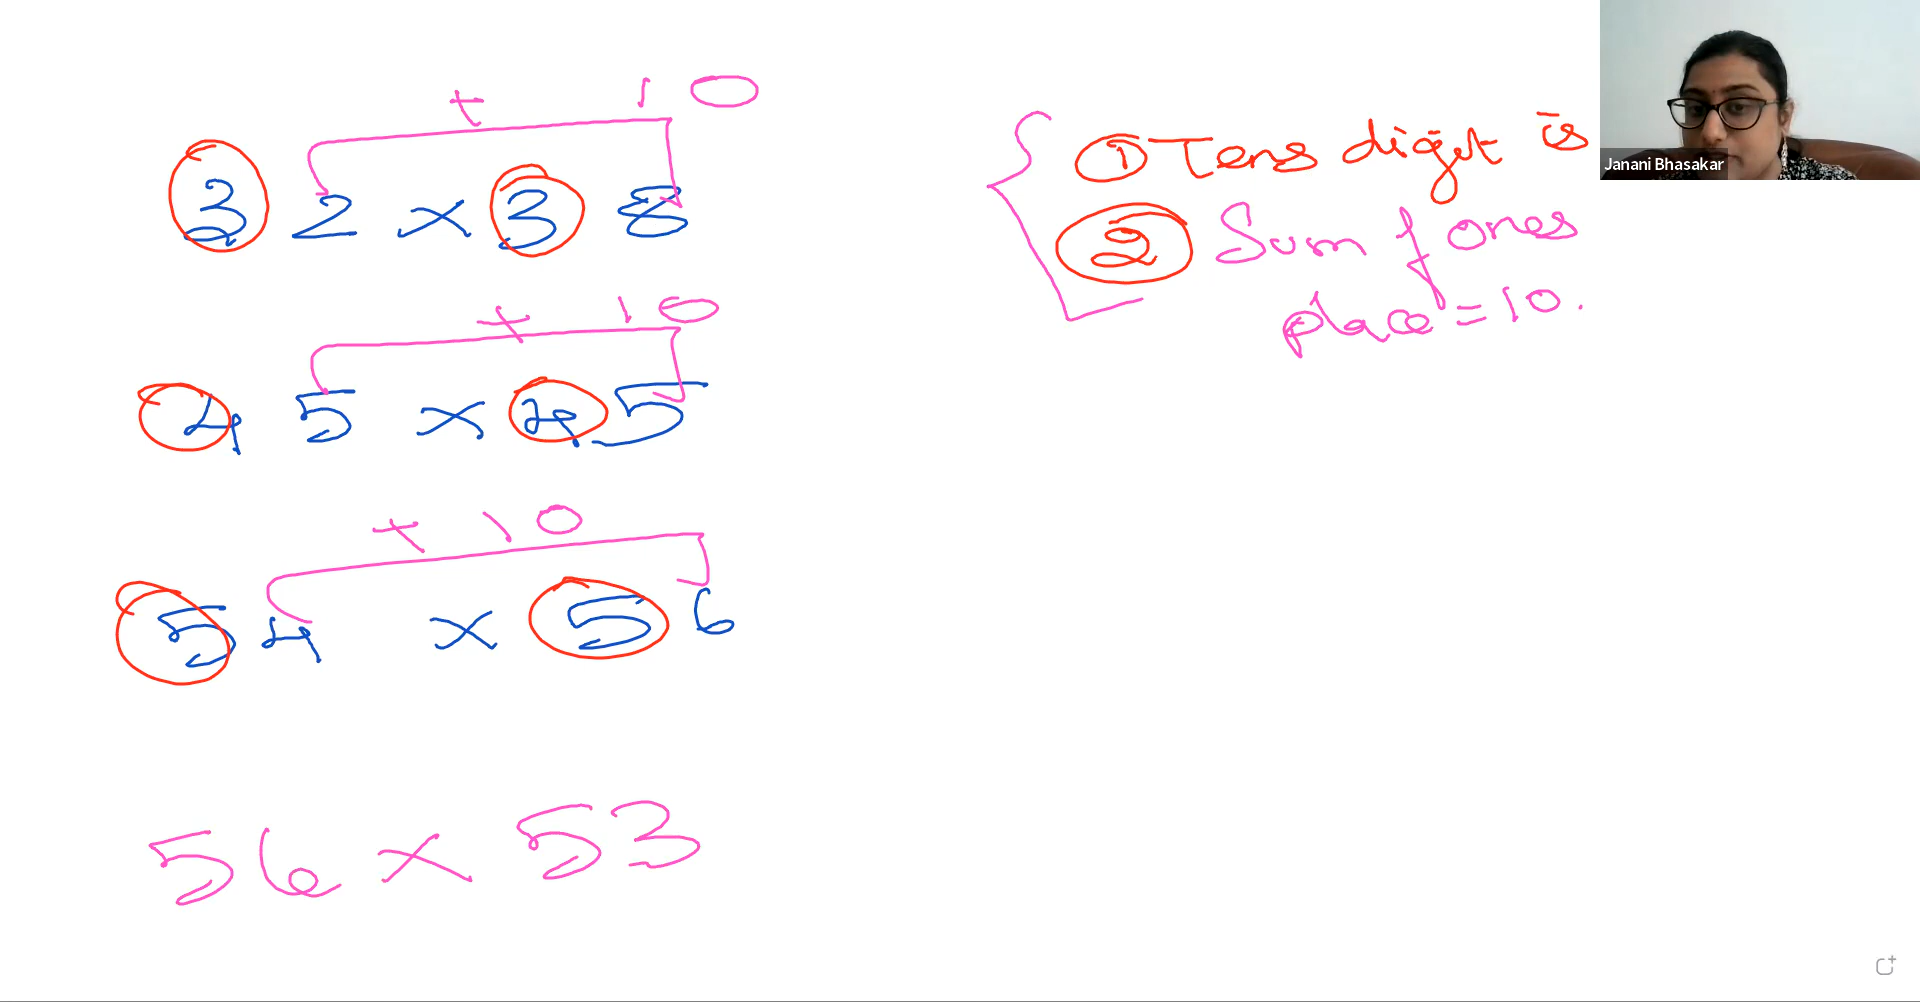 + 10
32 × 38
+ 10
45 × 45
+ 10
54 × 56
56 × 53
① Tens digit is
② Sum of ones
place = 10.
Janani Bhasakar